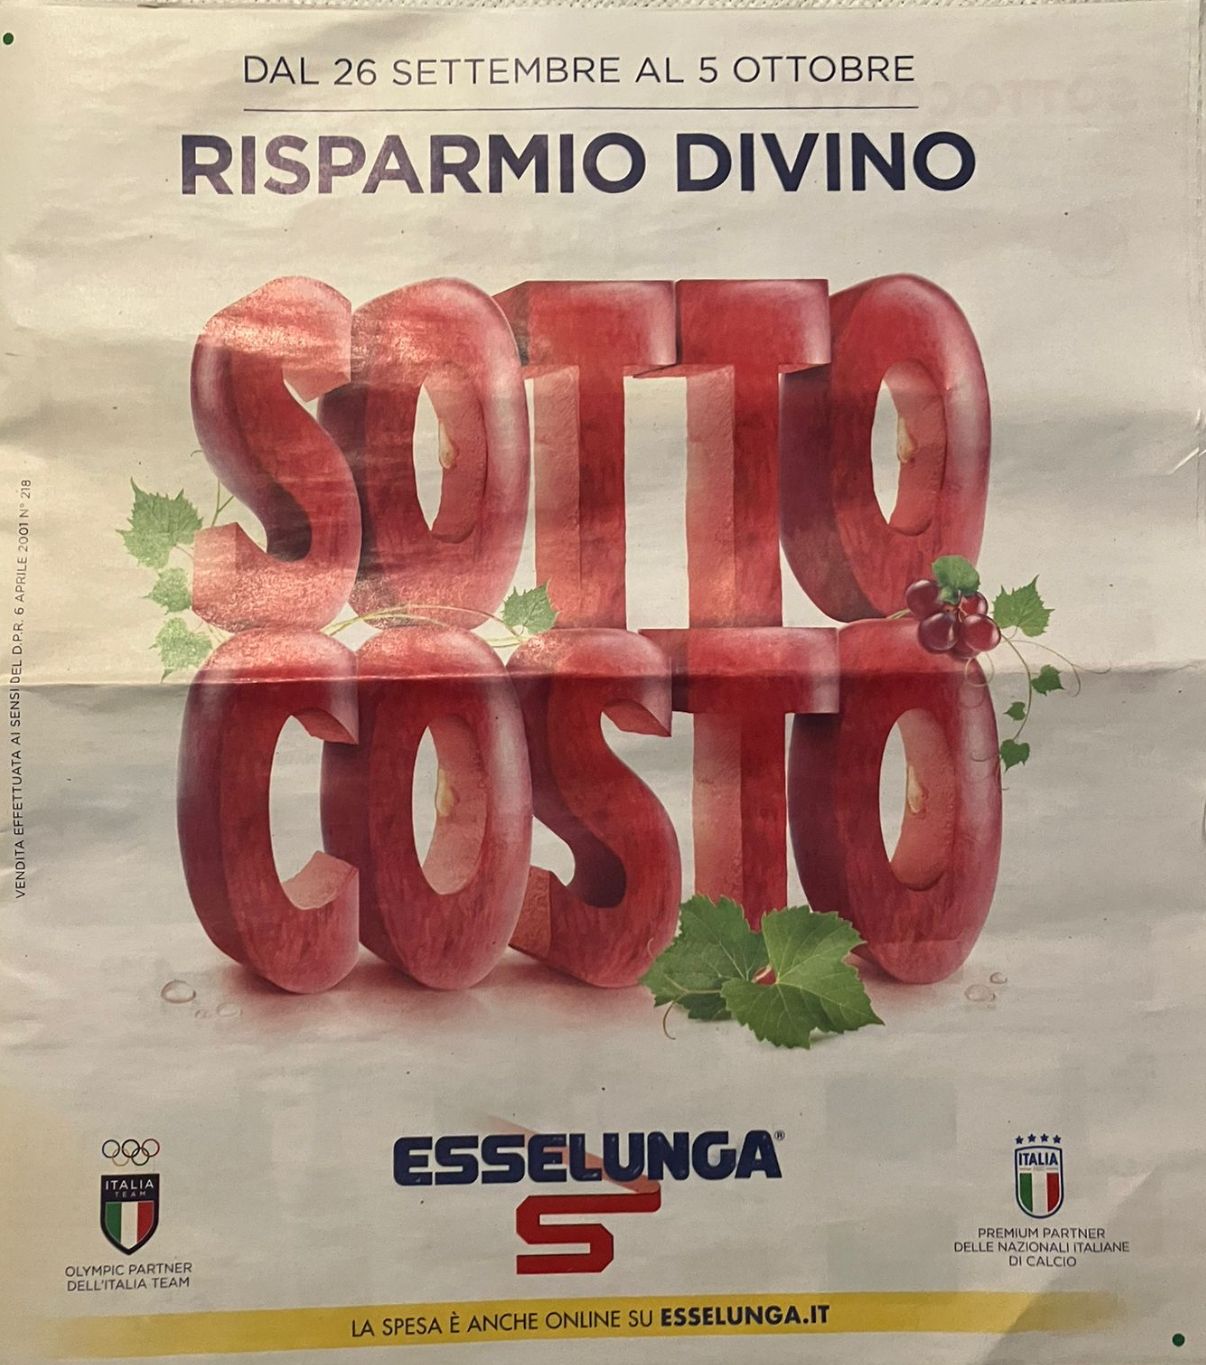 DAL 26 SETTEMBRE AL 5 OTTOBRE
RISPARMIO DIVINO
SOTTO
COSTO
VENDITA EFFETTUATA AI SENSI DEL D.P.R. 6 APRILE 2001 N° 218
ESSELUNGA®
S
ITALIA
TEAM
OLYMPIC PARTNER
DELL'ITALIA TEAM
ITALIA
PREMIUM PARTNER
DELLE NAZIONALI ITALIANE
DI CALCIO
LA SPESA È ANCHE ONLINE SU ESSELUNGA.IT